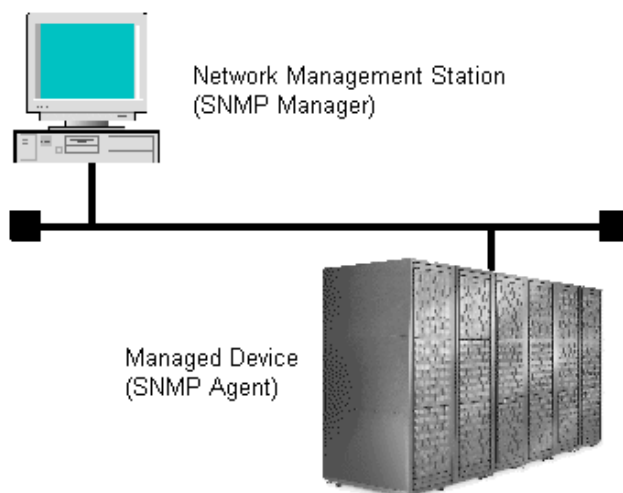 Network Management Station
(SNMP Manager)
Managed Device
(SNMP Agent)